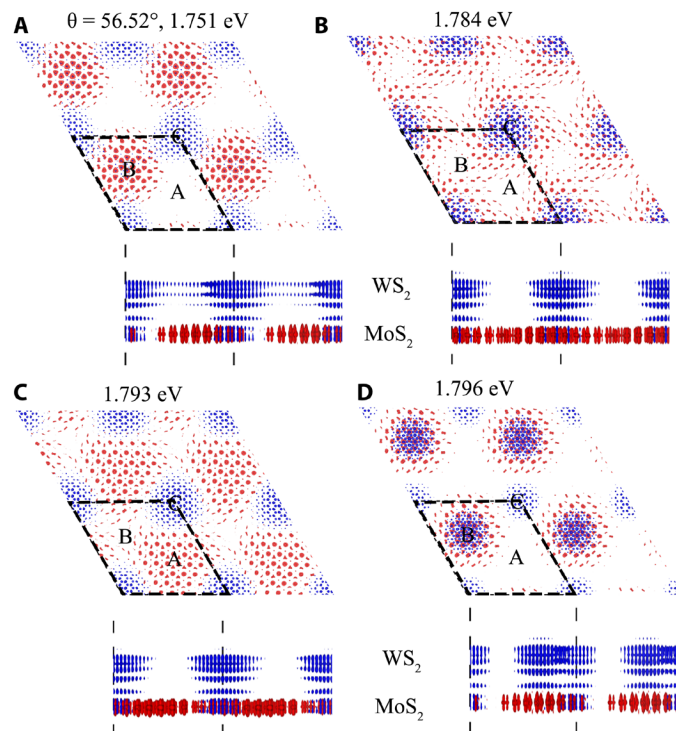 A
θ = 56.52°, 1.751 eV
B
1.784 eV
C
B
A
C
B
A
WS₂
MoS₂
C
1.793 eV
D
1.796 eV
C
B
A
C
B
A
WS₂
MoS₂